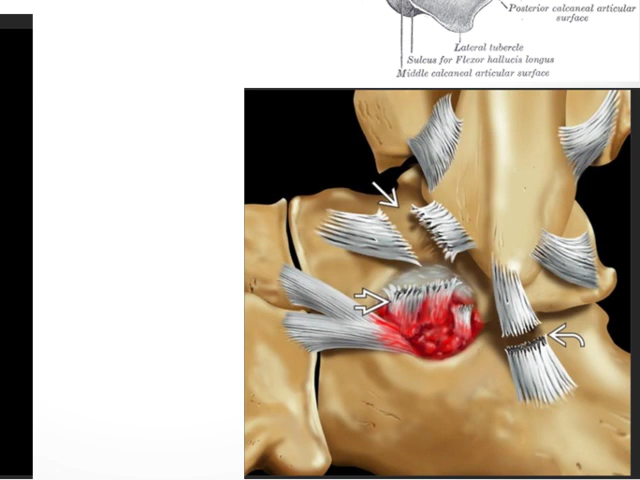 Posterior calcaneal articular
surface
Lateral tubercle
Sulcus for Flexor hallucis longus
Middle calcaneal articular surface